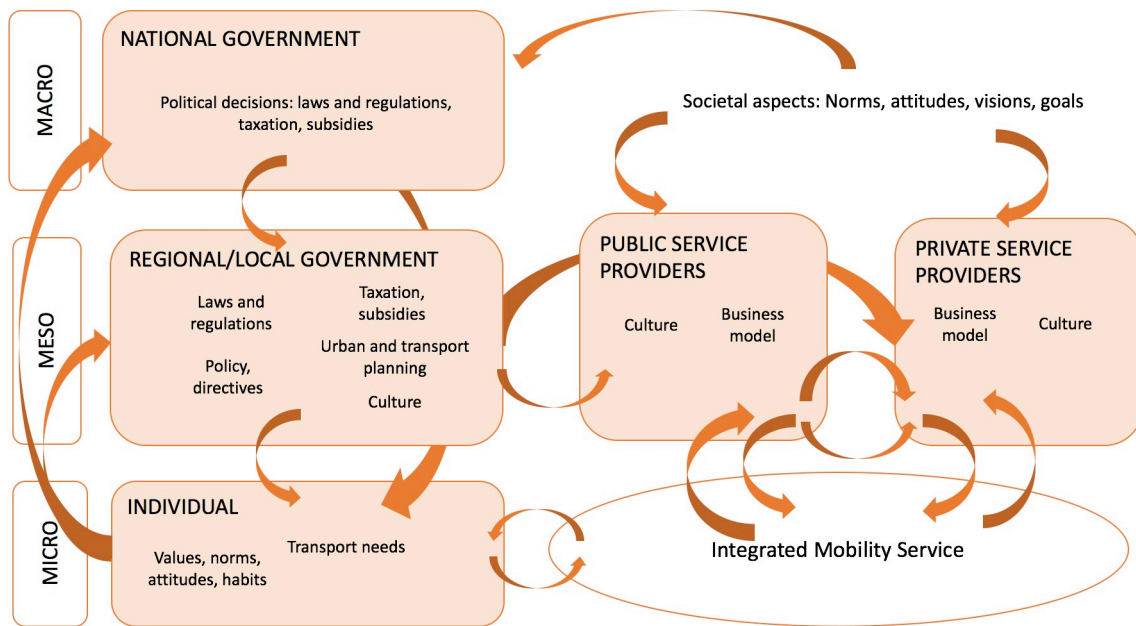 MACRO
NATIONAL GOVERNMENT
Political decisions: laws and regulations,
taxation, subsidies
Societal aspects: Norms, attitudes, visions, goals
MESO
REGIONAL/LOCAL GOVERNMENT
Laws and
regulations
Taxation,
subsidies
Policy,
directives
Urban and transport
planning
Culture
PUBLIC SERVICE
PROVIDERS
Culture
Business
model
PRIVATE SERVICE
PROVIDERS
Business
model
Culture
MICRO
INDIVIDUAL
Values, norms,
attitudes, habits
Transport needs
Integrated Mobility Service